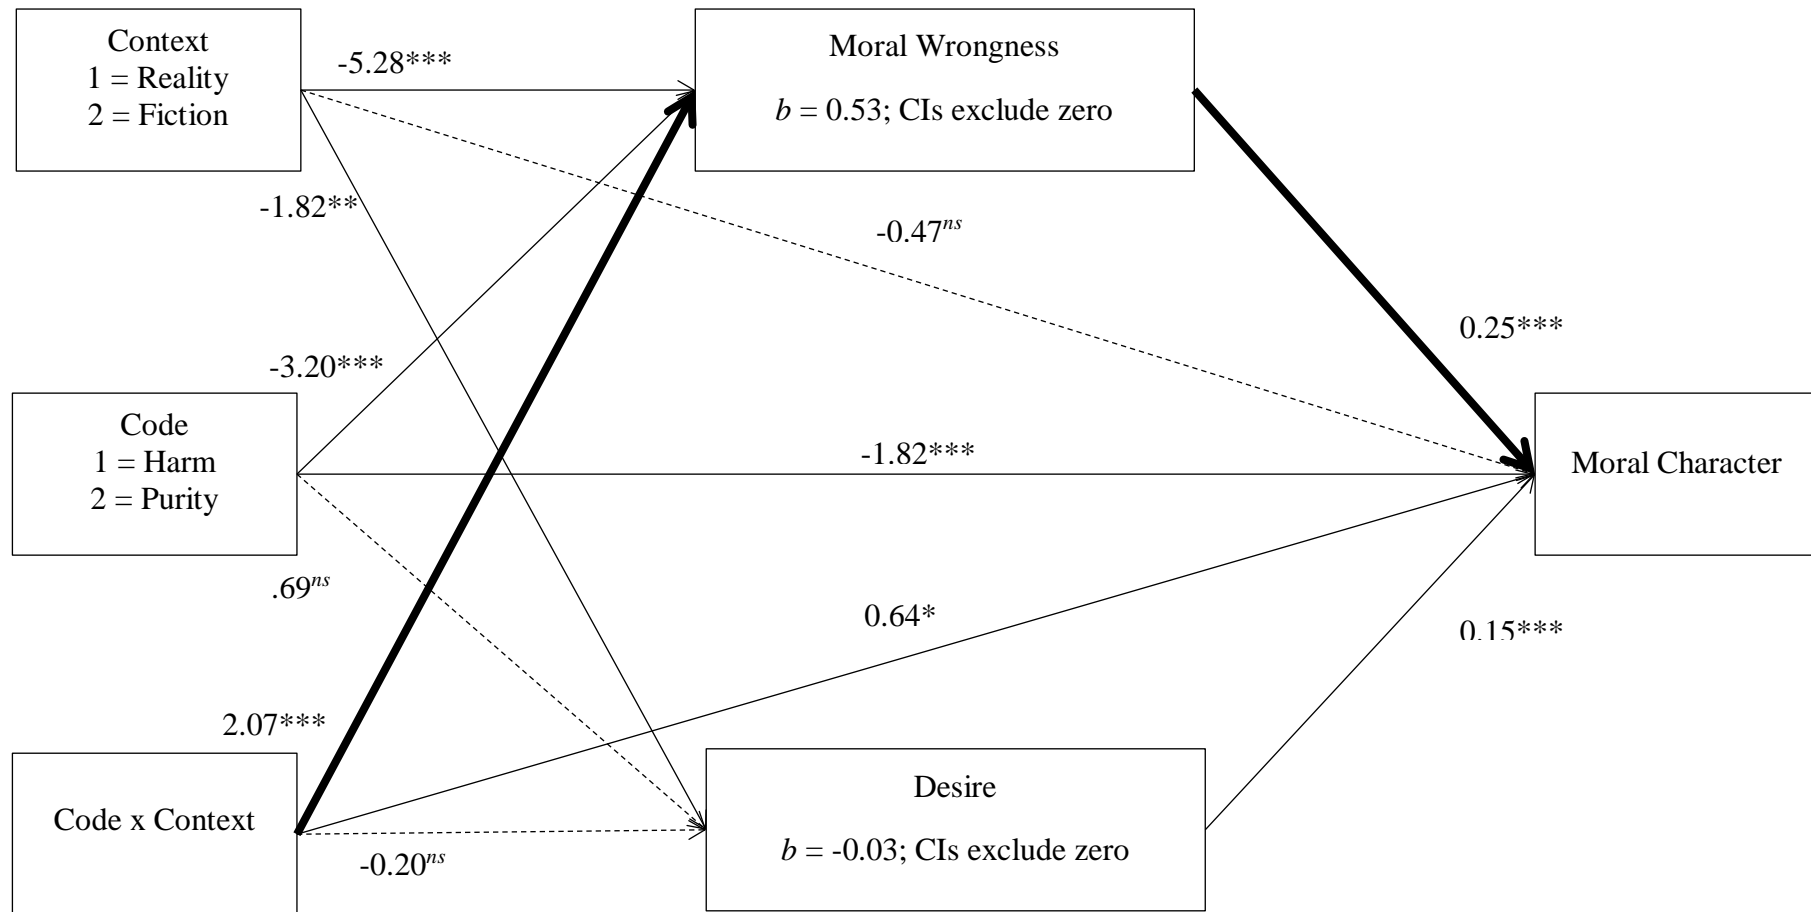 Context
1 = Reality
2 = Fiction
Moral Wrongness
b = 0.53; CIs exclude zero
-5.28***
-1.82**
-0.47ns
0.25***
-3.20***
Code
1 = Harm
2 = Purity
-1.82***
Moral Character
.69ns
0.64*
0.15***
2.07***
Code x Context
-0.20ns
Desire
b = -0.03; CIs exclude zero